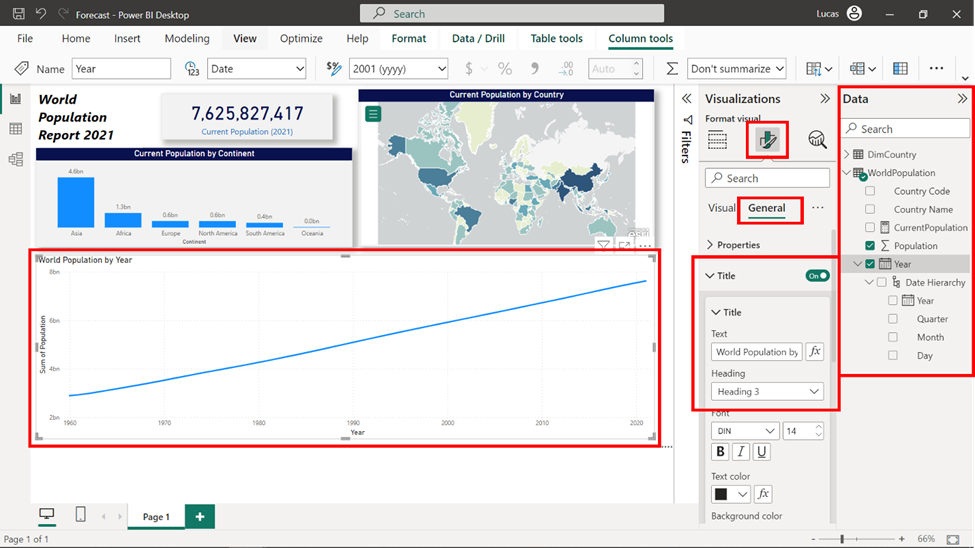 Forecast - Power BI Desktop
Search
Lucas
File Home Insert Modeling View Optimize Help Format Data / Drill Table tools Column tools
Name Year
123
Date
2001 (yyyy)
$ % , .00 Auto
Σ Don't summarize
World
Population
Report 2021
7,625,827,417
Current Population (2021)
Current Population by Country
esri
Current Population by Continent
4.6bn
1.3bn
0.6bn
0.6bn
0.4bn
0.0bn
Asia Africa Europe North America South America Oceania
Continent
World Population by Year
8bn
6bn
4bn
2bn
Sum of Population
1960 1970 1980 1990 2000 2010 2020
Year
Filters
Visualizations
Format visual
Search
Visual General
Properties
Title On
Title
Text
World Population by
fx
Heading
Heading 3
Font
DIN 14
B I U
Text color
fx
Background color
Data
Search
DimCountry
WorldPopulation
Country Code
Country Name
CurrentPopulation
Σ Population
Year
Date Hierarchy
Year
Quarter
Month
Day
Page 1
Page 1 of 1
66%